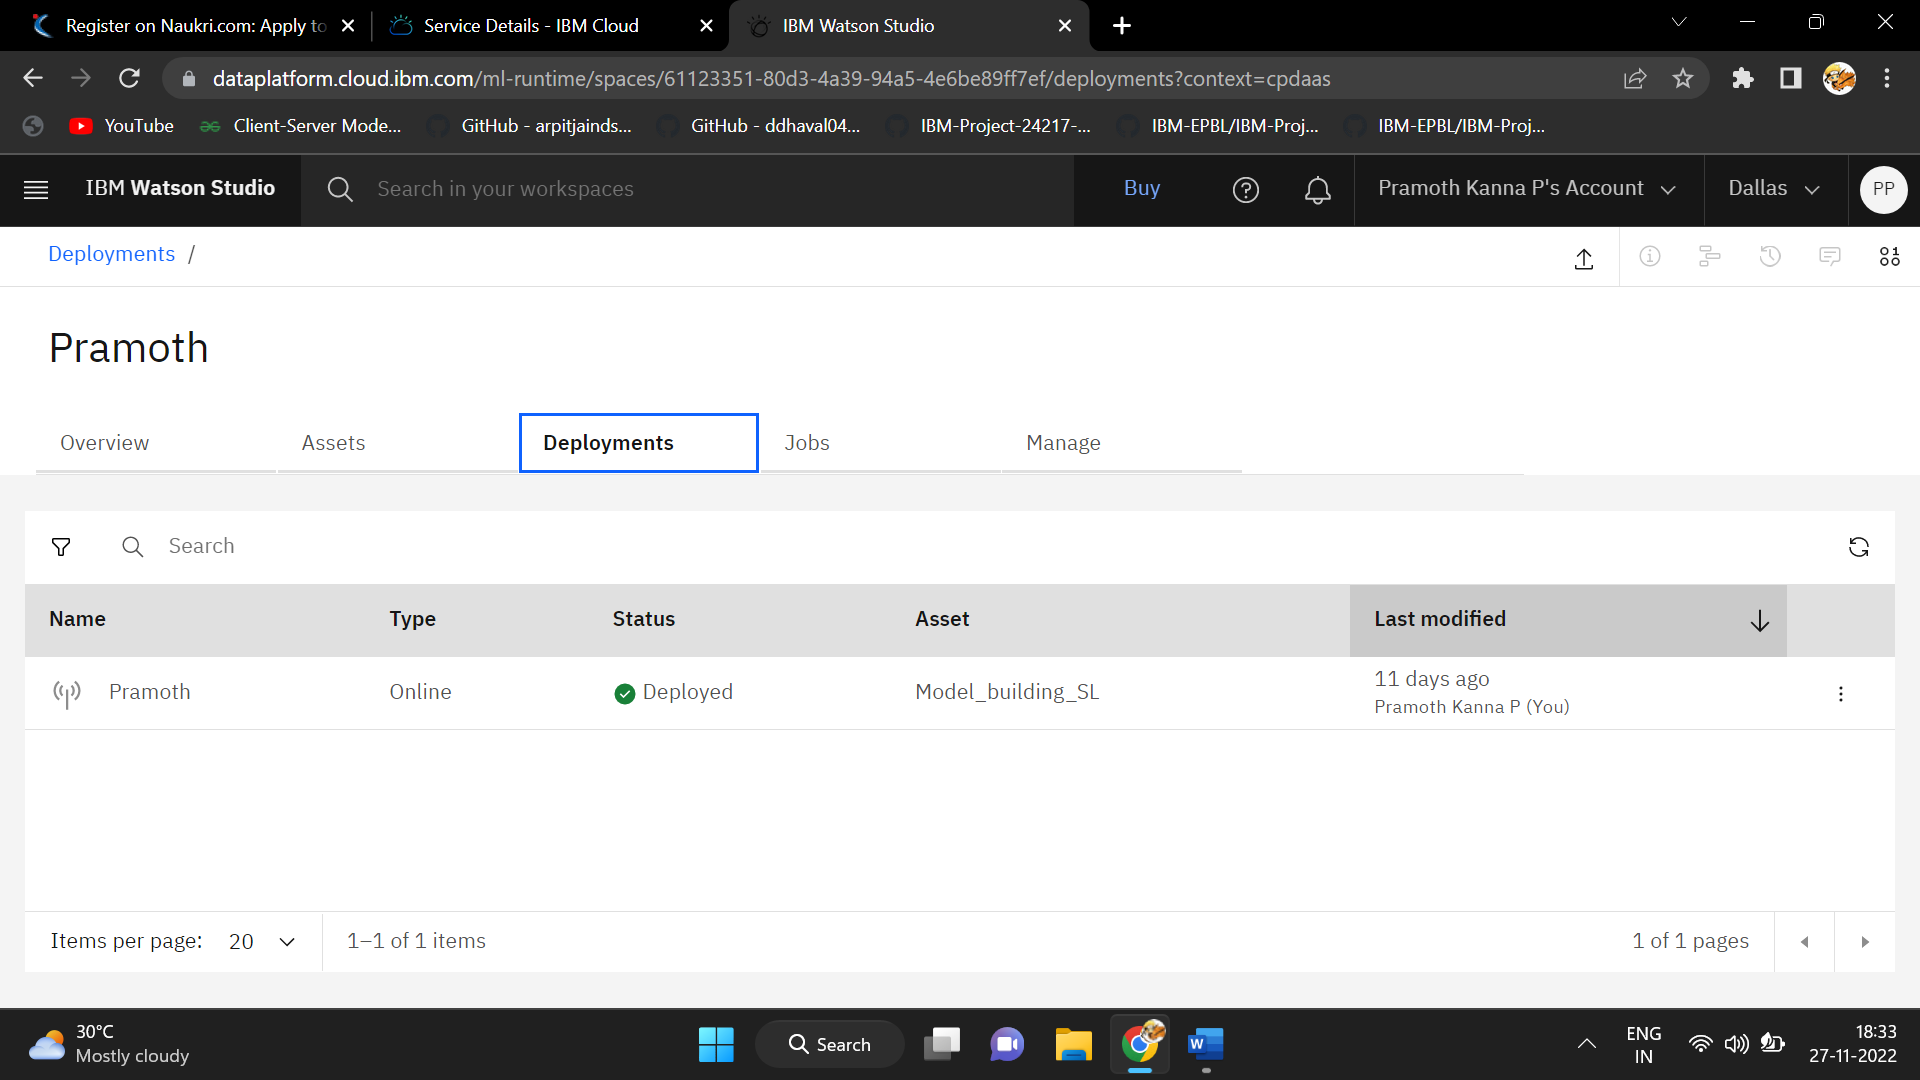 Register on Naukri.com: Apply to
Service Details - IBM Cloud
IBM Watson Studio
dataplatform.cloud.ibm.com/ml-runtime/spaces/61123351-80d3-4a39-94a5-4e6be89ff7ef/deployments?context=cpdaas
YouTube
Client-Server Mode...
GitHub - arpitjainds...
GitHub - ddhaval04...
IBM-Project-24217-...
IBM-EPBL/IBM-Proj...
IBM-EPBL/IBM-Proj...
IBM Watson Studio
Search in your workspaces
Buy
Pramoth Kanna P's Account
Dallas
PP
Deployments /
Pramoth
Overview
Assets
Deployments
Jobs
Manage
Search
Name Type Status Asset Last modified
Pramoth Online Deployed Model_building_SL 11 days ago
Pramoth Kanna P (You)
Items per page: 20
1–1 of 1 items
1 of 1 pages
30°C
Mostly cloudy
Search
ENG
IN
18:33
27-11-2022